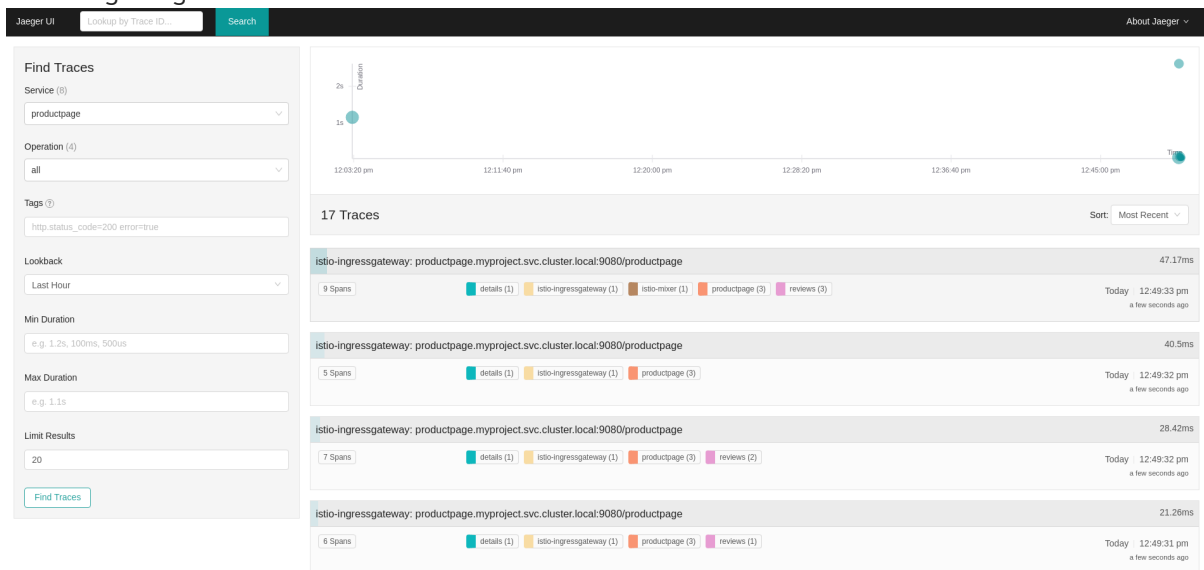 Jaeger UI Lookup by Trace ID... Search About Jaeger
Find Traces
Service (8)
productpage
Operation (4)
all
Tags
http.status_code=200 error=true
Lookback
Last Hour
Min Duration
e.g. 1.2s, 100ms, 500us
Max Duration
e.g. 1.1s
Limit Results
20
Find Traces
Duration
2s
1s
Time
12:03:20 pm 12:11:40 pm 12:20:00 pm 12:28:20 pm 12:36:40 pm 12:45:00 pm
17 Traces Sort: Most Recent
istio-ingressgateway: productpage.myproject.svc.cluster.local:9080/productpage 47.17ms
9 Spans details (1) istio-ingressgateway (1) istio-mixer (1) productpage (3) reviews (3) Today 12:49:33 pm
a few seconds ago
istio-ingressgateway: productpage.myproject.svc.cluster.local:9080/productpage 40.5ms
5 Spans details (1) istio-ingressgateway (1) productpage (3) Today 12:49:32 pm
a few seconds ago
istio-ingressgateway: productpage.myproject.svc.cluster.local:9080/productpage 28.42ms
7 Spans details (1) istio-ingressgateway (1) productpage (3) reviews (2) Today 12:49:32 pm
a few seconds ago
istio-ingressgateway: productpage.myproject.svc.cluster.local:9080/productpage 21.26ms
6 Spans details (1) istio-ingressgateway (1) productpage (3) reviews (1) Today 12:49:31 pm
a few seconds ago